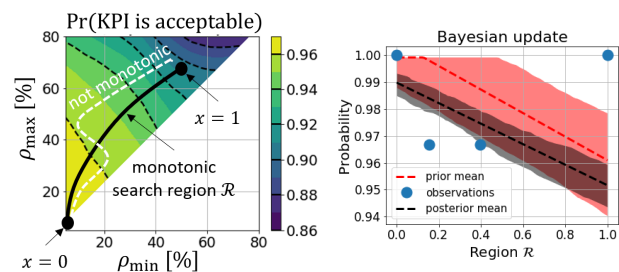 Pr(KPI is acceptable)
80
60
40
20
ρmax [%]
not monotonic
x = 1
monotonic
search region ℛ
x = 0
20 40 60 80
ρmin [%]
0.96
0.94
0.92
0.90
0.88
0.86
Bayesian update
1.00
0.99
0.98
0.97
0.96
0.95
0.94
Probability
prior mean
observations
posterior mean
0.0 0.2 0.4 0.6 0.8 1.0
Region ℛ